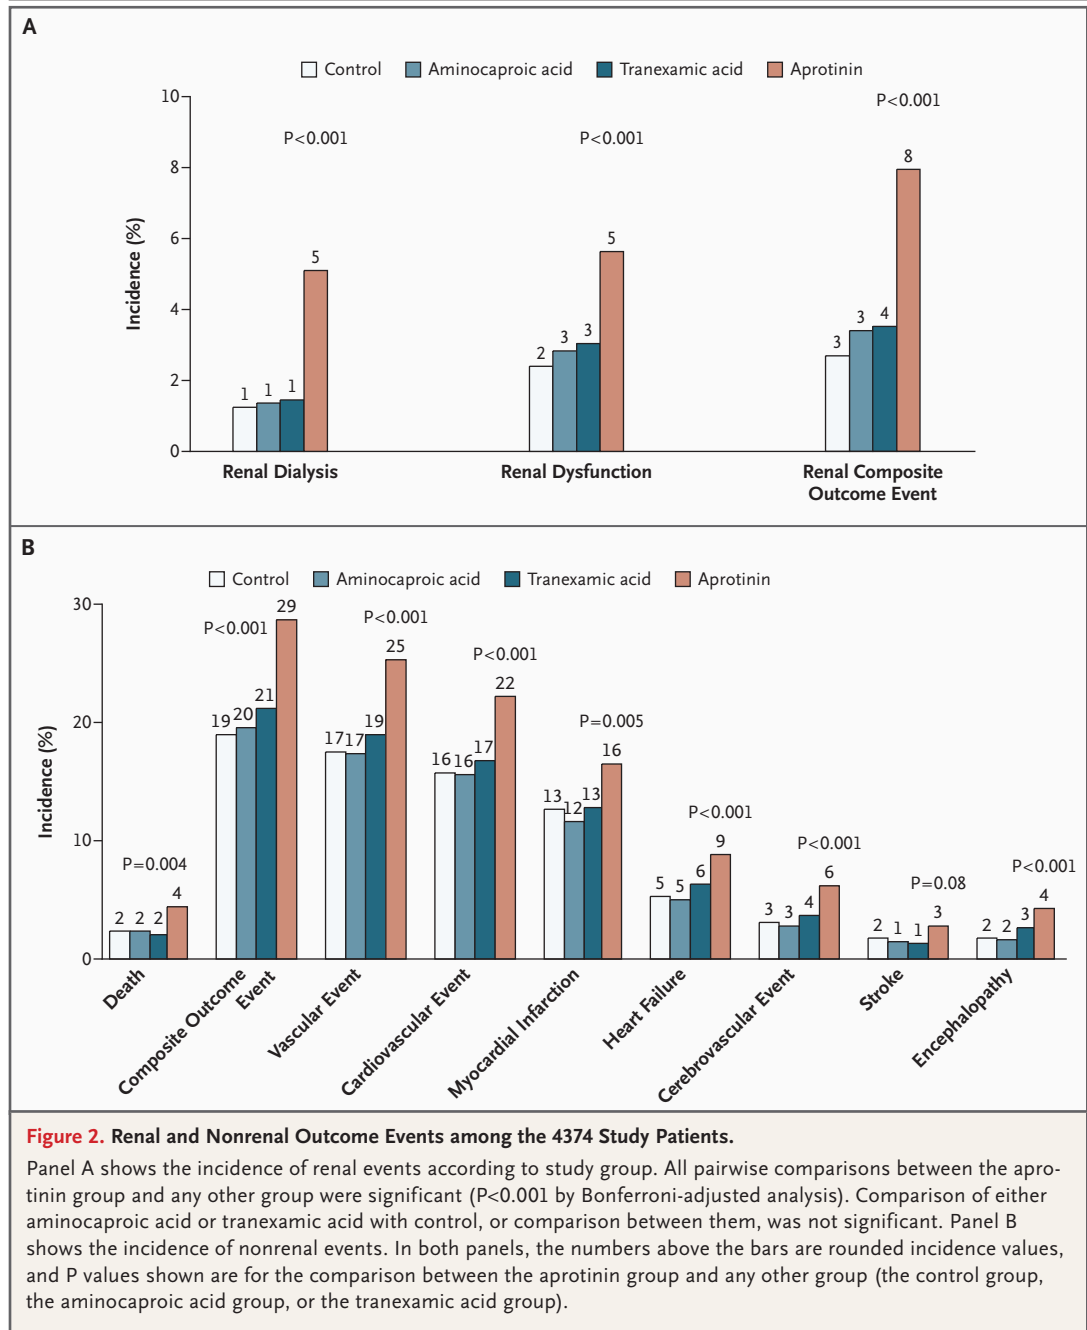 A
Control Aminocaproic acid Tranexamic acid Aprotinin
Incidence (%)
10
8
6
4
2
0
P<0.001
P<0.001
P<0.001
1 1 1 5
2 3 3 5
3 3 4 8
Renal Dialysis
Renal Dysfunction
Renal Composite
Outcome Event
B
Control Aminocaproic acid Tranexamic acid Aprotinin
Incidence (%)
30
20
10
0
P=0.004
2 2 2 4
P<0.001
19 20 21 29
P<0.001
17 17 19 25
P<0.001
16 16 17 22
P=0.005
13 12 13 16
P<0.001
5 5 6 9
P<0.001
3 3 4 6
P=0.08
2 1 1 3
P<0.001
2 2 3 4
Death
Composite Outcome
Event
Vascular Event
Cardiovascular Event
Myocardial Infarction
Heart Failure
Cerebrovascular Event
Stroke
Encephalopathy
Figure 2. Renal and Nonrenal Outcome Events among the 4374 Study Patients.
Panel A shows the incidence of renal events according to study group. All pairwise comparisons between the apro-
tinin group and any other group were significant (P<0.001 by Bonferroni-adjusted analysis). Comparison of either
aminocaproic acid or tranexamic acid with control, or comparison between them, was not significant. Panel B
shows the incidence of nonrenal events. In both panels, the numbers above the bars are rounded incidence values,
and P values shown are for the comparison between the aprotinin group and any other group (the control group,
the aminocaproic acid group, or the tranexamic acid group).